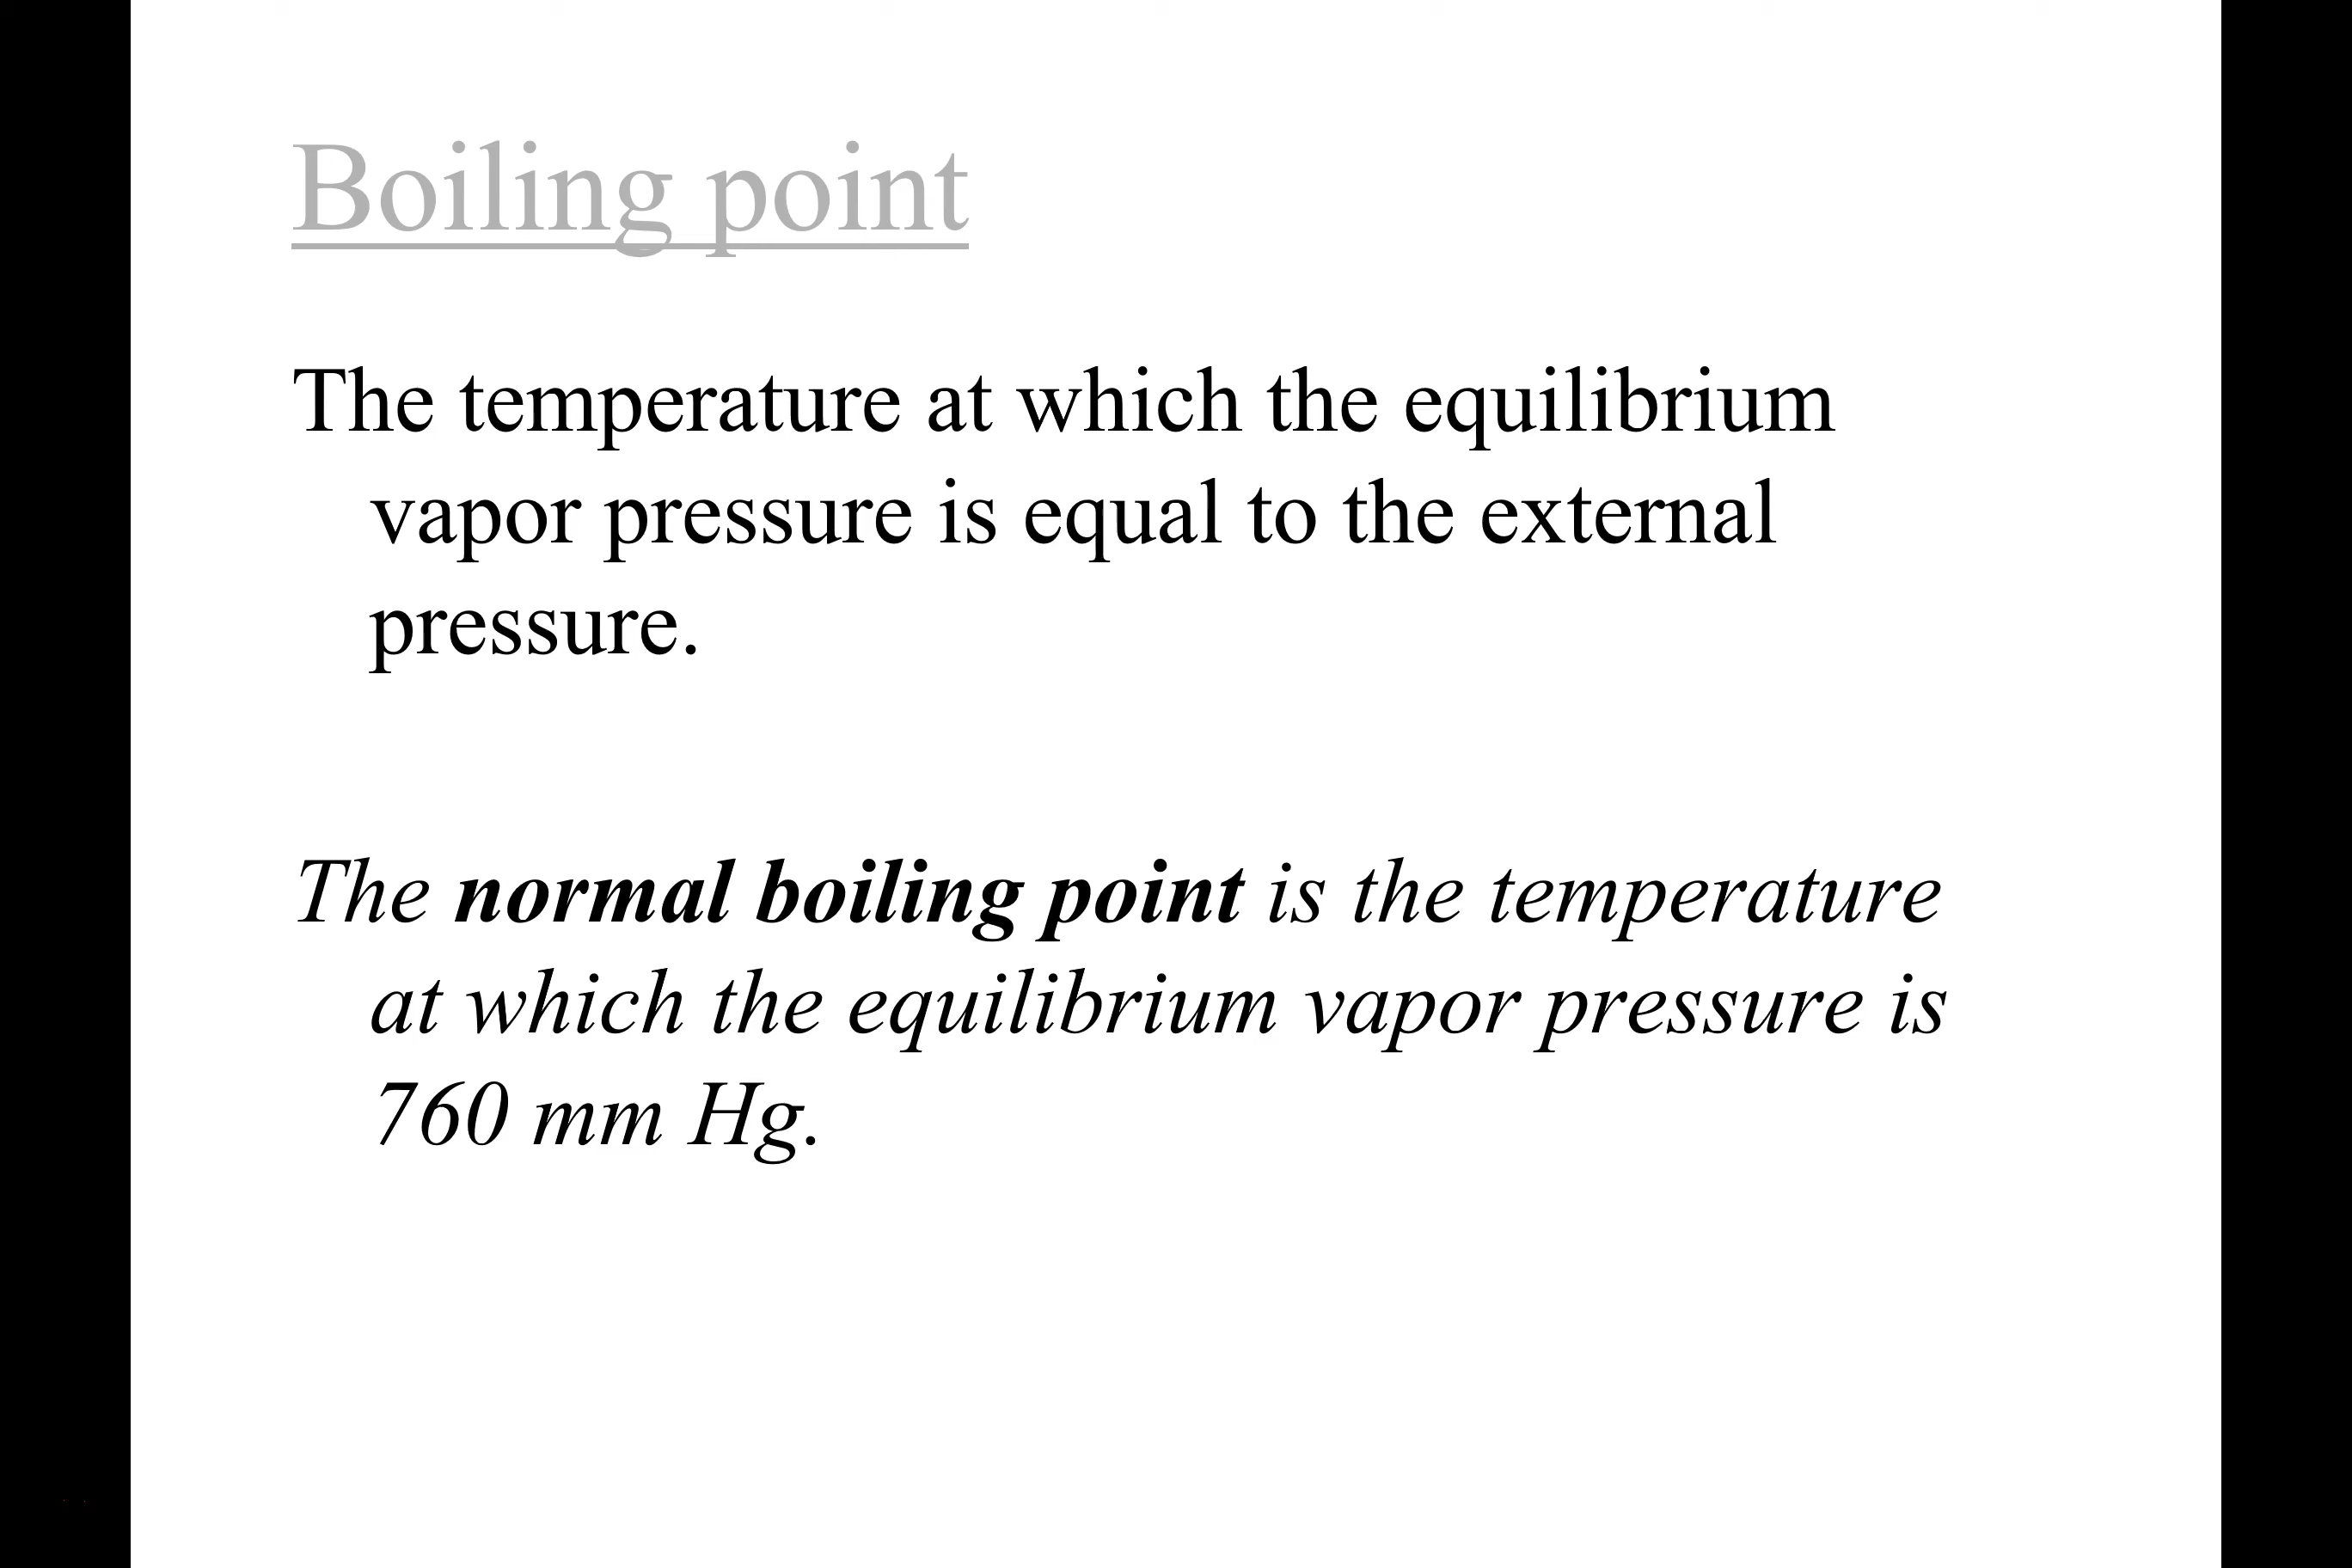 Boiling point
The temperature at which the equilibrium
vapor pressure is equal to the external
pressure.
The normal boiling point is the temperature
at which the equilibrium vapor pressure is
760 mm Hg.